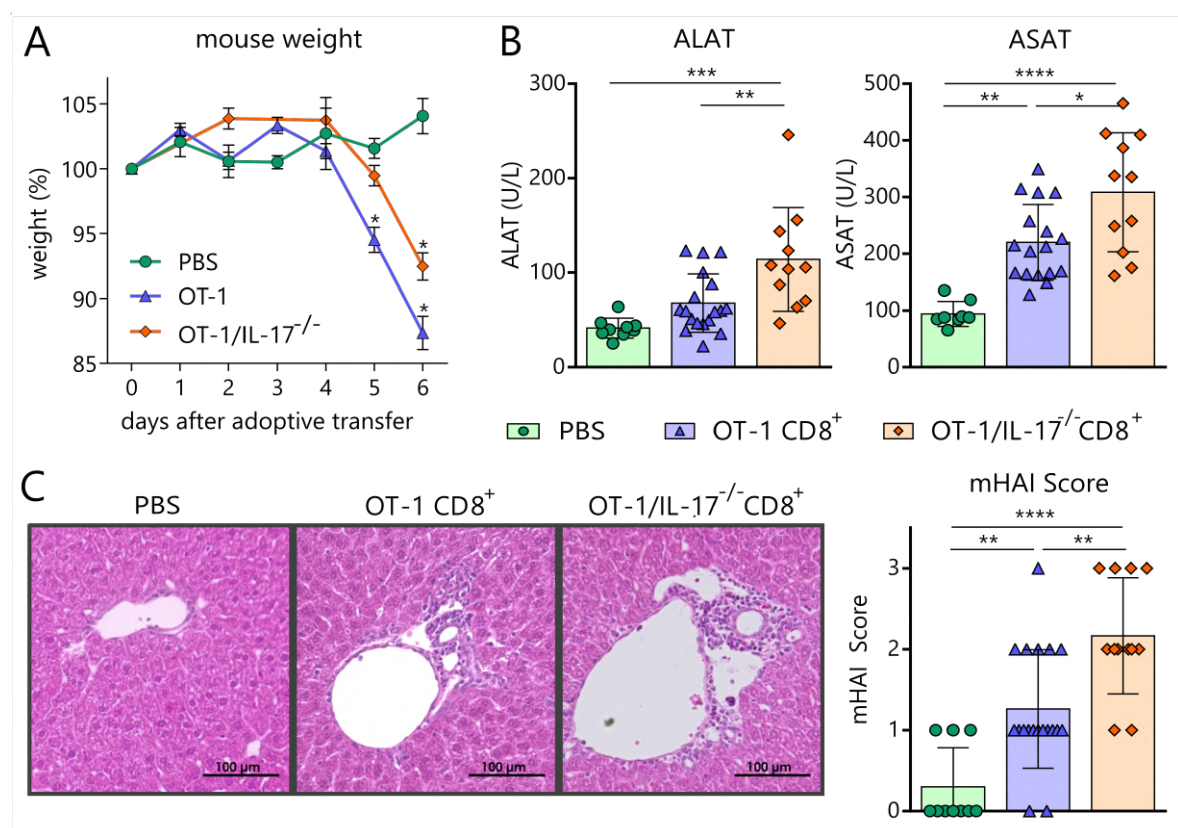 A
mouse weight
105
100
95
90
85
weight (%)
*
*
*
PBS
OT-1
OT-1/IL-17-/-
0 1 2 3 4 5 6
days after adoptive transfer
B
ALAT
300
200
100
0
ALAT (U/L)
***
**
ASAT
500
400
300
200
100
0
ASAT (U/L)
****
** *
PBS OT-1 CD8+ OT-1/IL-17-/-CD8+
C
PBS OT-1 CD8+ OT-1/IL-17-/-CD8+
100 µm 100 µm 100 µm
mHAI Score
3
2
1
0
mHAI Score
****
** **